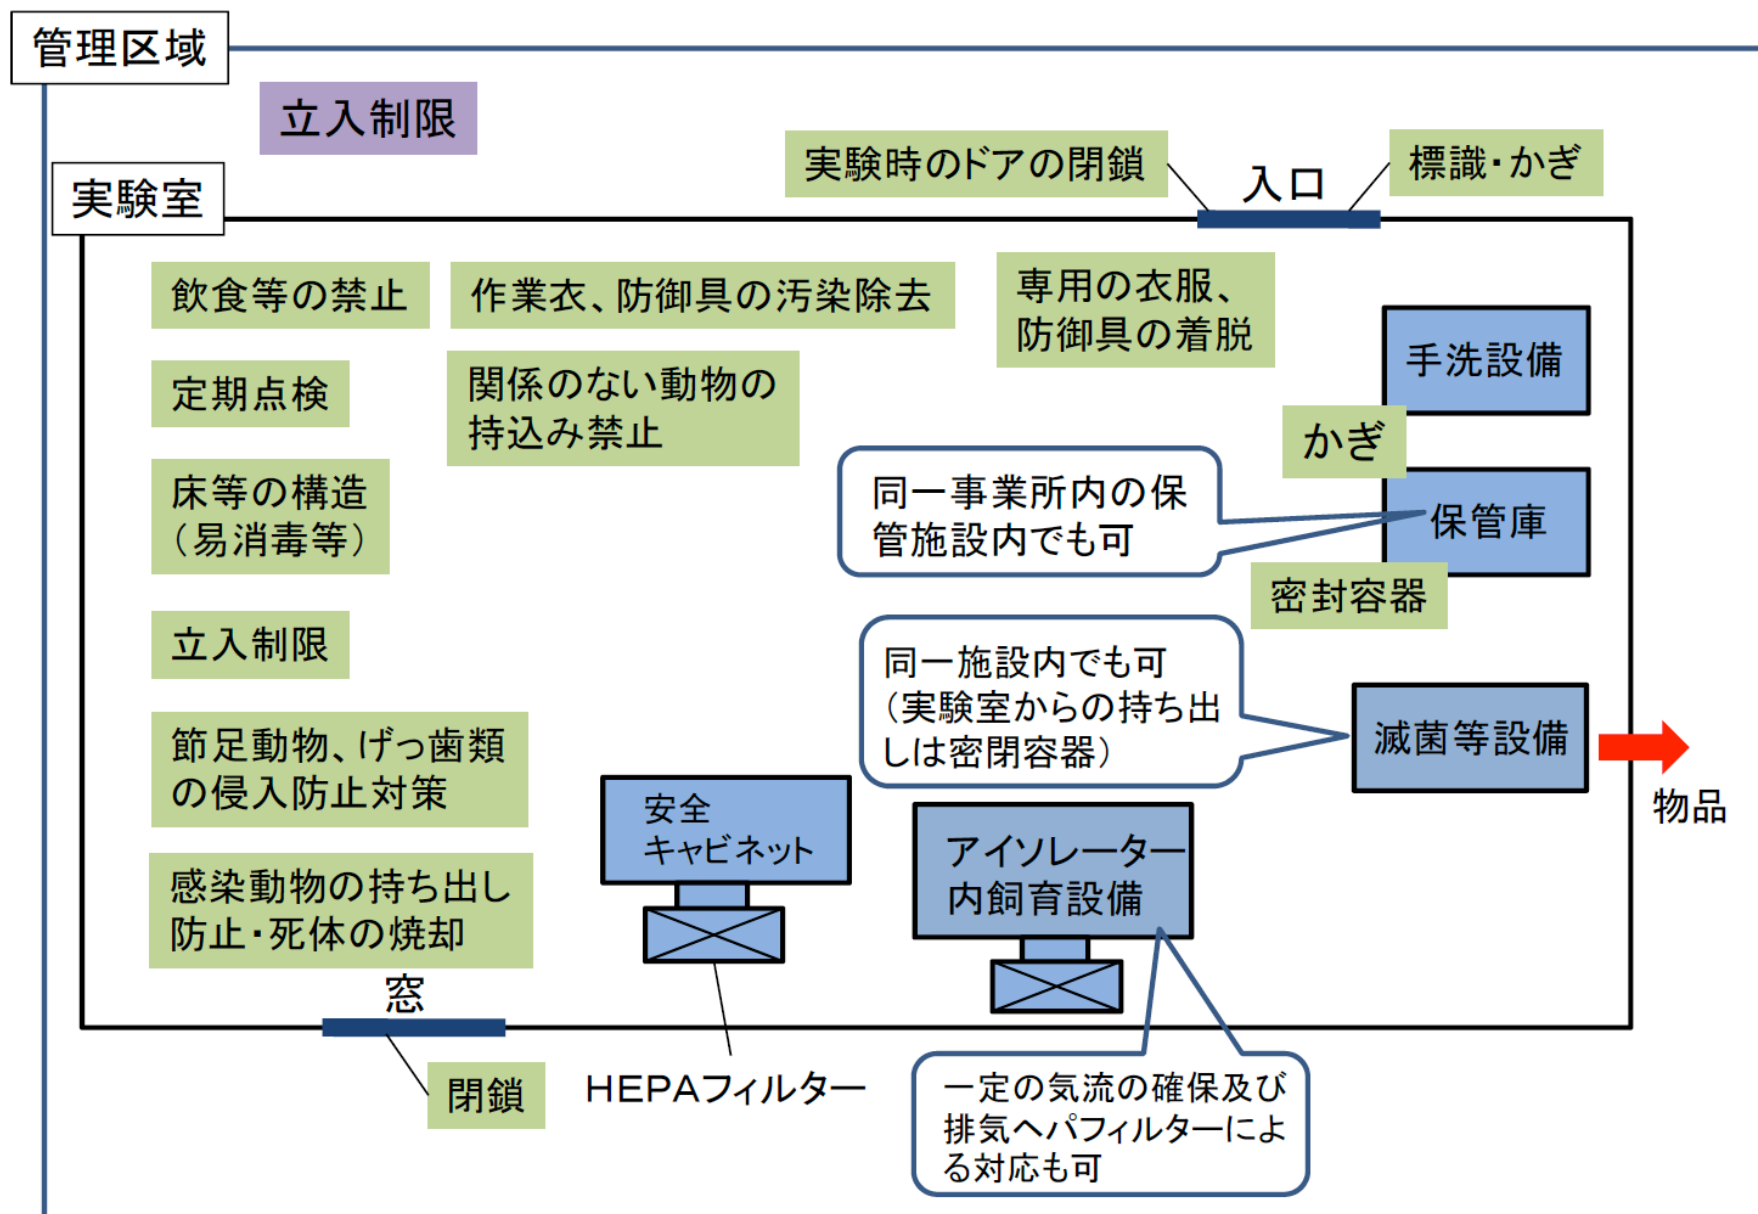 管理区域
立入制限
実験時のドアの閉鎖
入口
標識・かぎ
実験室
飲食等の禁止
作業衣、防御具の汚染除去
専用の衣服、
防御具の着脱
手洗設備
定期点検
関係のない動物の
持込み禁止
かぎ
床等の構造
（易消毒等）
同一事業所内の保
管施設内でも可
保管庫
密封容器
立入制限
同一施設内でも可
（実験室からの持ち出
しは密閉容器）
滅菌等設備
物品
節足動物、げっ歯類
の侵入防止対策
安全
キャビネット
アイソレーター
内飼育設備
感染動物の持ち出し
防止・死体の焼却
窓
閉鎖
HEPAフィルター
一定の気流の確保及び
排気ヘパフィルターによ
る対応も可